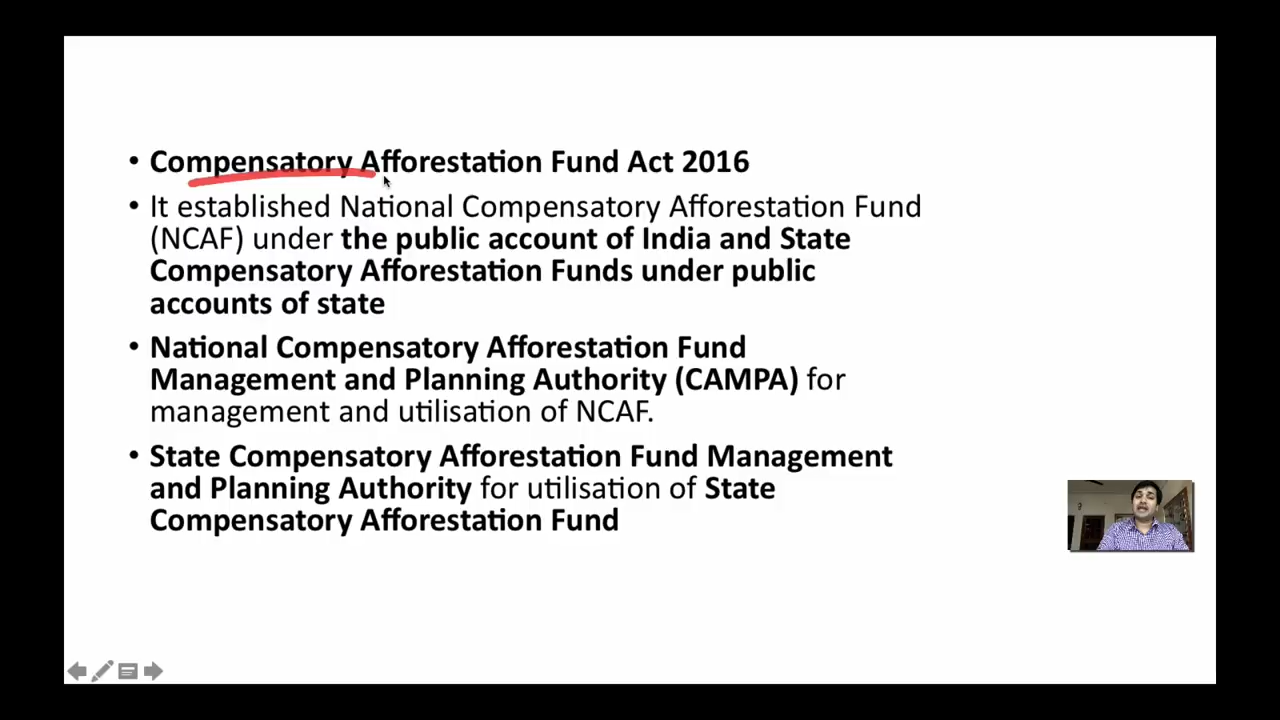 • Compensatory Afforestation Fund Act 2016
• It established National Compensatory Afforestation Fund
(NCAF) under the public account of India and State
Compensatory Afforestation Funds under public
accounts of state
• National Compensatory Afforestation Fund
Management and Planning Authority (CAMPA) for
management and utilisation of NCAF.
• State Compensatory Afforestation Fund Management
and Planning Authority for utilisation of State
Compensatory Afforestation Fund